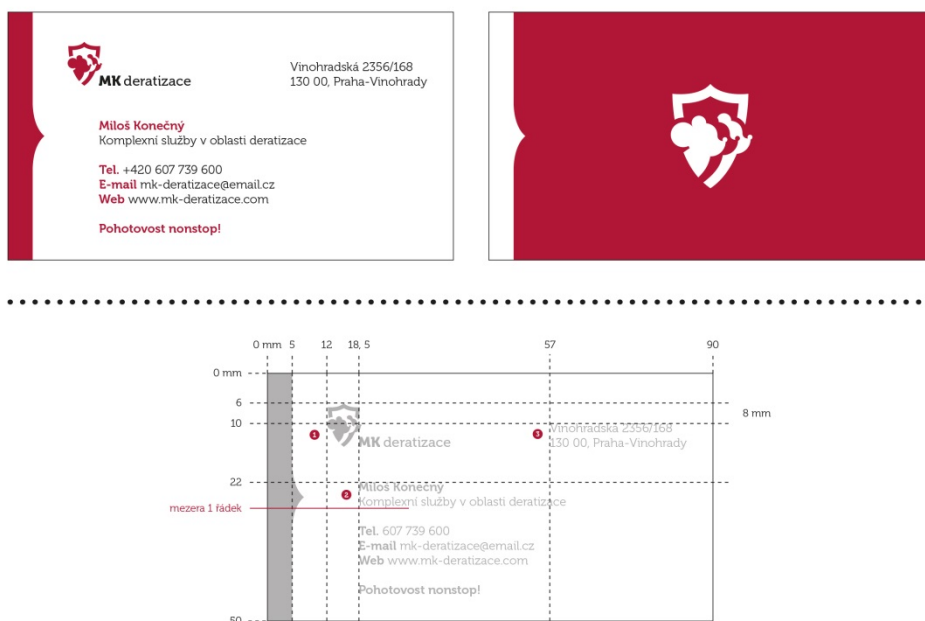 MK deratizace
Vinohradská 2356/168
130 00, Praha-Vinohrady
Miloš Konečný
Komplexní služby v oblasti deratizace
Tel. +420 607 739 600
E-mail mk-deratizace@email.cz
Web www.mk-deratizace.com
Pohotovost nonstop!
0 mm 5 12 18, 5 57 90
0 mm
6
8 mm
10
1
MK deratizace
3
Vinohradská 2356/168
130 00, Praha-Vinohrady
22
2
Miloš Konečný
Komplexní služby v oblasti deratizace
mezera 1 řádek
Tel. 607 739 600
E-mail mk-deratizace@email.cz
Web www.mk-deratizace.com
Pohotovost nonstop!
50